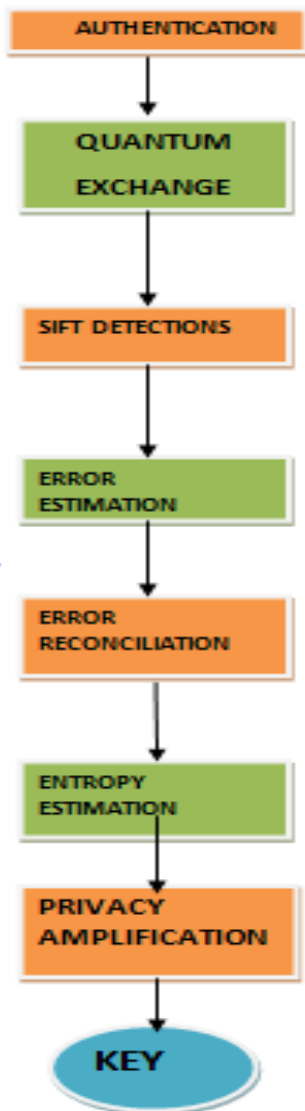 AUTHENTICATION
QUANTUM
EXCHANGE
SIFT DETECTIONS
ERROR
ESTIMATION
ERROR
RECONCILIATION
ENTROPY
ESTIMATION
PRIVACY
AMPLIFICATION
KEY